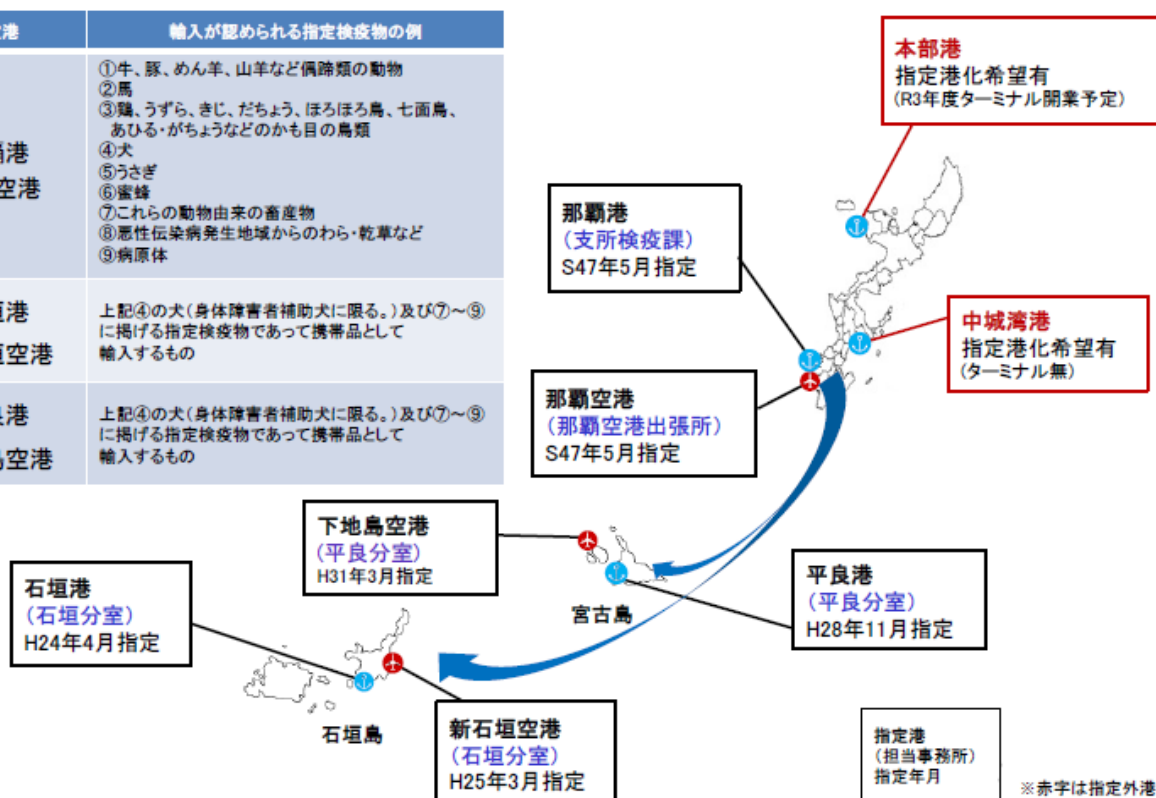 港
輸入が認められる指定検疫物の例
港
空港
①牛、豚、めん羊、山羊など偶蹄類の動物
②馬
③鶏、うずら、きじ、だちょう、ほろほろ鳥、七面鳥、
あひる・がちょうなどのかも目の鳥類
④犬
⑤うさぎ
⑥蜜蜂
⑦これらの動物由来の畜産物
⑧悪性伝染病発生地域からのわら・乾草など
⑨病原体
港
空港
上記④の犬(身体障害者補助犬に限る。)及び⑦～⑨
に掲げる指定検疫物であって携帯品として
輸入するもの
港
空港
上記④の犬(身体障害者補助犬に限る。)及び⑦～⑨
に掲げる指定検疫物であって携帯品として
輸入するもの
本部港
指定港化希望有
(R3年度ターミナル開業予定)
那覇港
(支所検疫課)
S47年5月指定
中城湾港
指定港化希望有
(ターミナル無)
那覇空港
(那覇空港出張所)
S47年5月指定
下地島空港
(平良分室)
H31年3月指定
平良港
(平良分室)
H28年11月指定
宮古島
石垣港
(石垣分室)
H24年4月指定
石垣島
新石垣空港
(石垣分室)
H25年3月指定
指定港
(担当事務所)
指定年月
※赤字は指定外港